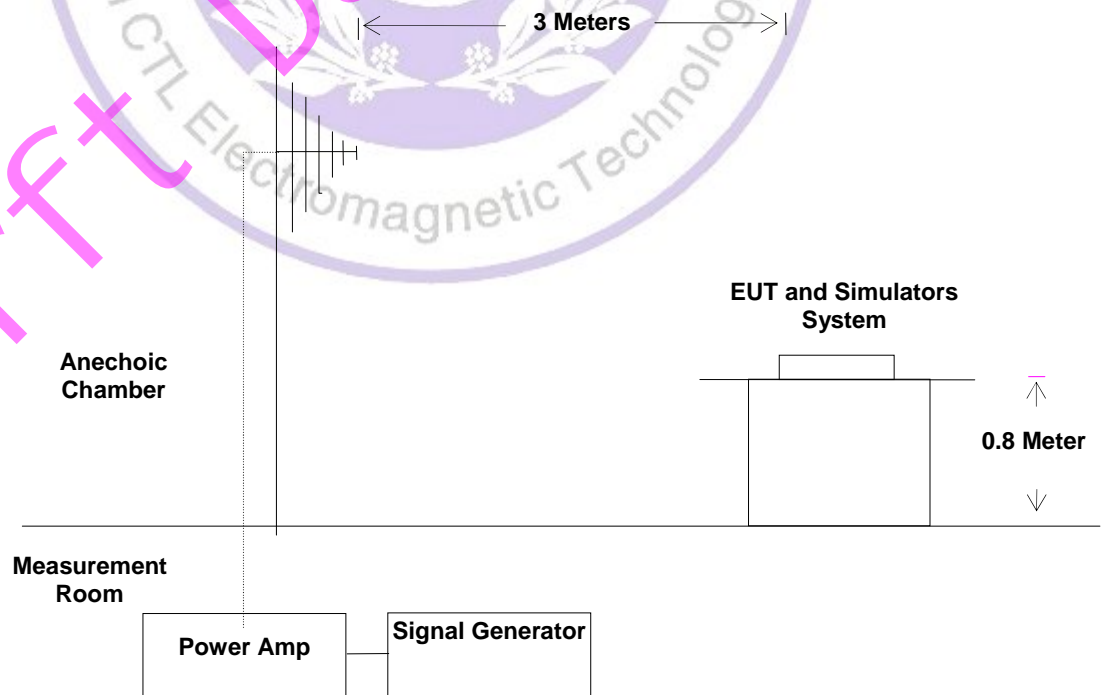 3 Meters
CTL Electromagnetic Technology
EUT and Simulators
System
Anechoic
Chamber
0.8 Meter
Measurement
Room
Power Amp
Signal Generator